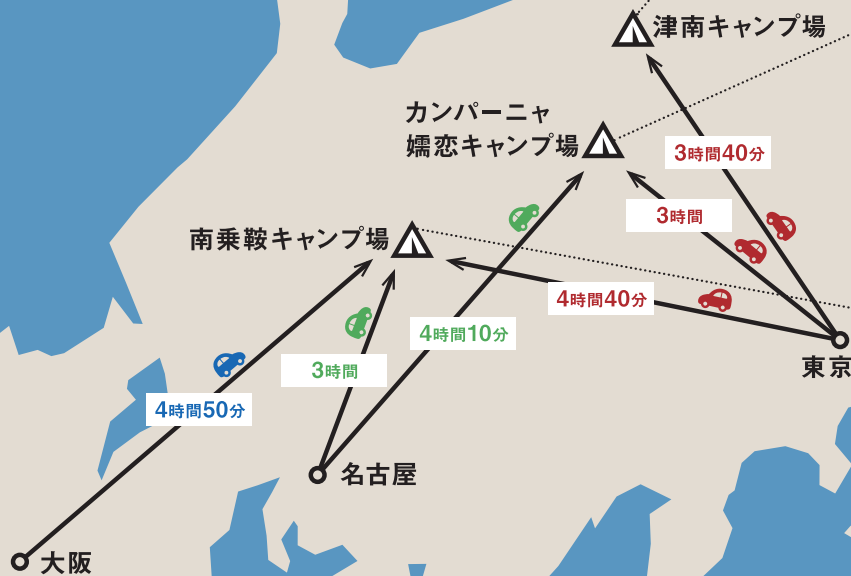 津南キャンプ場
カンパーニャ
嬬恋キャンプ場
3時間40分
3時間
南乗鞍キャンプ場
4時間40分
4時間10分
3時間
東京
4時間50分
名古屋
大阪